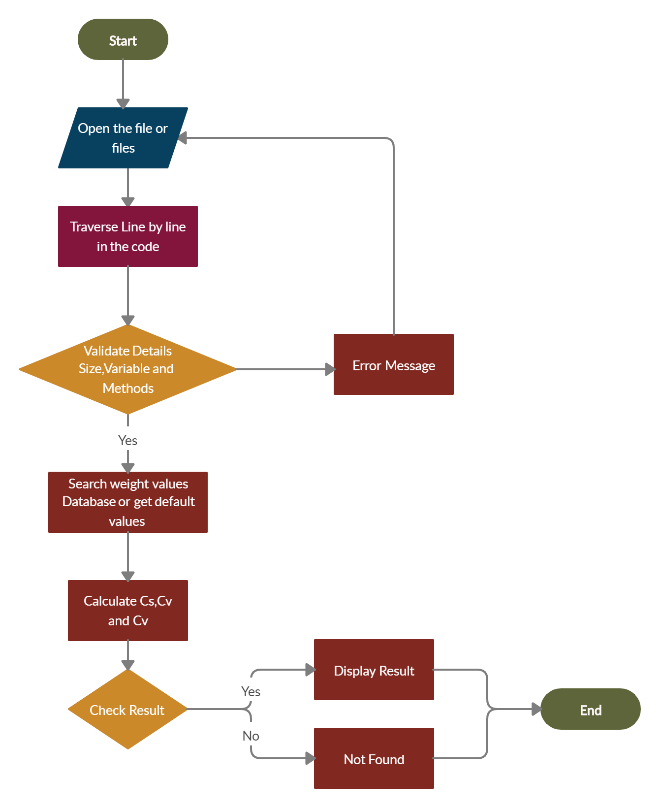 Start
Open the file or
files
Traverse Line by line
in the code
Validate Details
Size,Variable and
Methods
Error Message
Yes
Search weight values
Database or get default
values
Calculate Cs,Cv
and Cv
Check Result
Yes
No
Display Result
Not Found
End